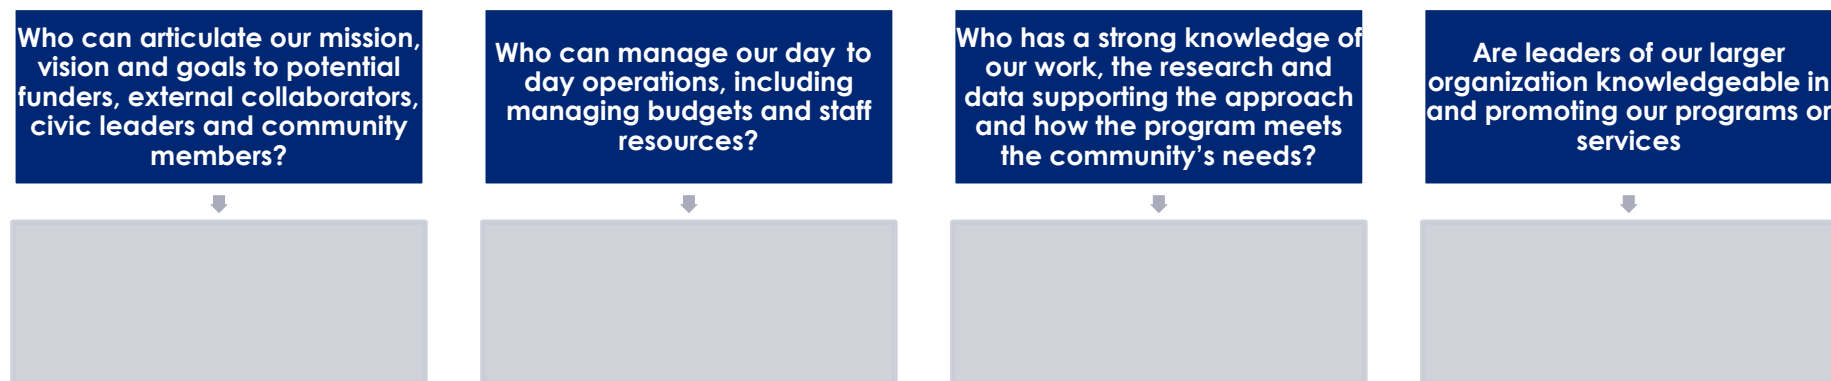 Who can articulate our mission,
vision and goals to potential
funders, external collaborators,
civic leaders and community
members?
Who can manage our day to
day operations, including
managing budgets and staff
resources?
Who has a strong knowledge of
our work, the research and
data supporting the approach
and how the program meets
the community’s needs?
Are leaders of our larger
organization knowledgeable in
and promoting our programs or
services